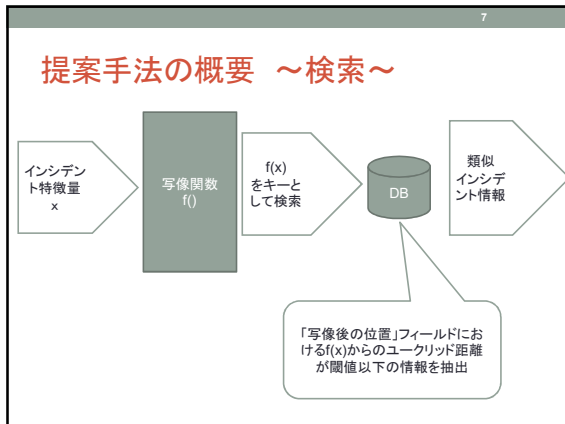 7
提案手法の概要 ～検索～
インシデン
ト特徴量
x
写像関数
f()
f(x)
をキーと
して検索
DB
類似
インシデ
ント情報
「写像後の位置」フィールドにお
けるf(x)からのユークリッド距離
が閾値以下の情報を抽出